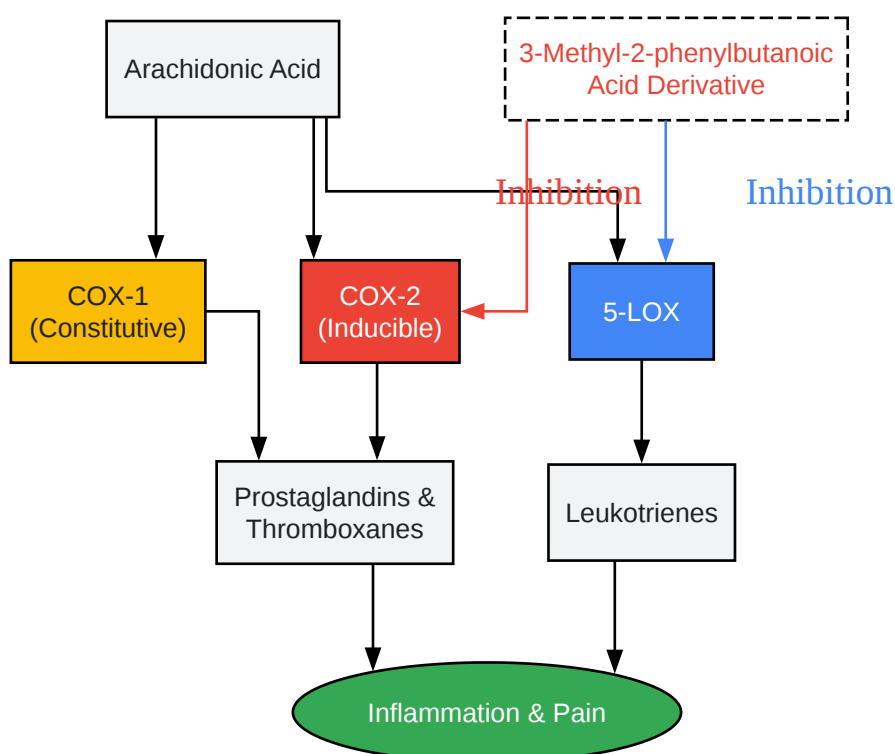 Arachidonic Acid
3-Methyl-2-phenylbutanoic
Acid Derivative
Inhibition
Inhibition
COX-1
(Constitutive)
COX-2
(Inducible)
5-LOX
Prostaglandins &
Thromboxanes
Leukotrienes
Inflammation & Pain